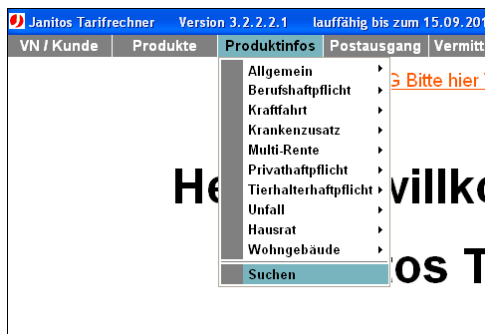 Janitos Tarifrechner Version 3.2.2.2.1 lauffähig bis zum 15.09.201
VN / Kunde Produkte Produktinfos Postausgang Vermitt
G Bitte hier
Allgemein
Berufshaftpflicht
Kraftfahrt
Krankenzusatz
Multi-Rente
Privathaftpflicht
Tierhalterhaftpflicht
Unfall
Hausrat
Wohngebäude
Suchen
He villko
os T